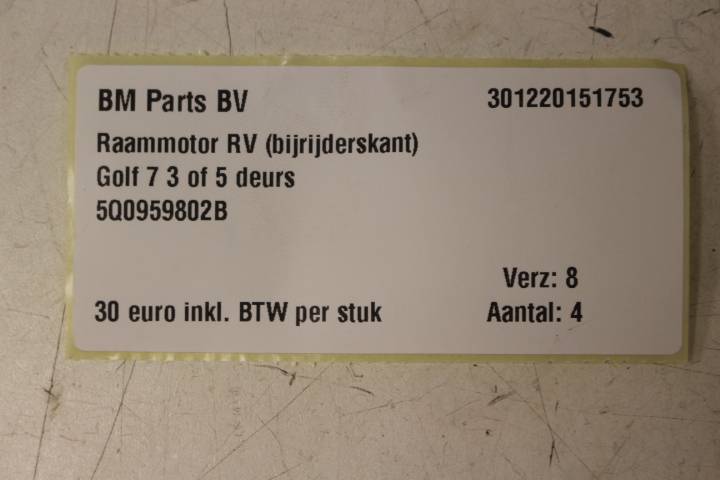 BM Parts BV 301220151753
Raammotor RV (bijrijderskant)
Golf 7 3 of 5 deurs
5Q0959802B
Verz: 8
30 euro inkl. BTW per stuk Aantal: 4